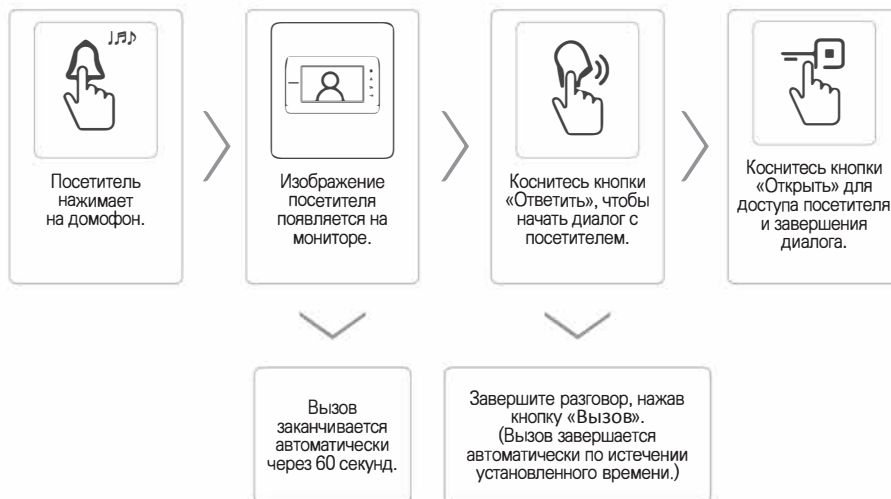 Посетитель
нажимает
на домофон.
Изображение
посетителя
появляется на
мониторе.
Коснитесь кнопки
«Ответить», чтобы
начать диалог с
посетителем.
Коснитесь кнопки
«Открыть» для
доступа посетителя
и завершения
диалога.
Вызов
заканчивается
автоматически
через 60 секунд.
Завершите разговор, нажав
кнопку «Вызов».
(Вызов завершается
автоматически по истечении
установленного времени.)